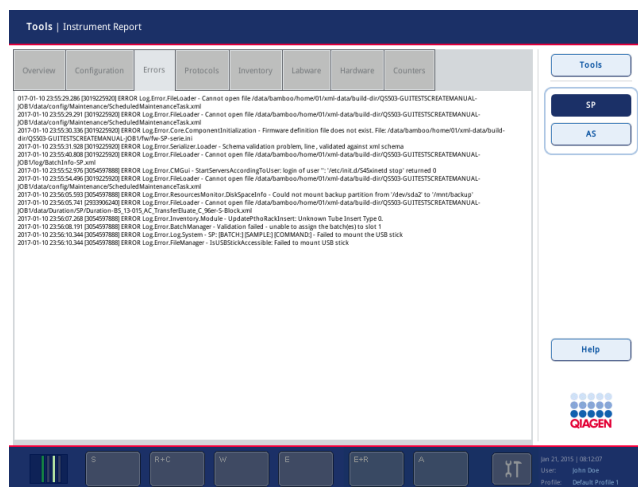 Tools | Instrument Report
Overview Configuration Errors Protocols Inventory Labware Hardware Counters
017-01-10 23:55:29.286 [3019225920] ERROR Log.Error.FileLoader - Cannot open file /data/bamboo/home/01/xml-data/build-dir/QS503-GUITESTSCREATEMANUAL-
JOB1/data/config/Maintenance/ScheduledMaintenanceTask.xml
2017-01-10 23:55:29.291 [3019225920] ERROR Log.Error.FileLoader - Cannot open file /data/bamboo/home/01/xml-data/build-dir/QS503-GUITESTSCREATEMANUAL-
JOB1/data/config/Maintenance/ScheduledMaintenanceTask.xml
2017-01-10 23:55:30.336 [3019225920] ERROR Log.Error.Core.ComponentInitialization - Firmware definition file does not exist. File: /data/bamboo/home/01/xml-data/build-
dir/QS503-GUITESTSCREATEMANUAL-JOB1/fw/fw-SP-serie.ini
2017-01-10 23:55:31.928 [3019225920] ERROR Log.Error.Serializer.Loader - Schema validation problem, line , validated against xml schema
2017-01-10 23:55:40.808 [3019225920] ERROR Log.Error.FileLoader - Cannot open file /data/bamboo/home/01/xml-data/build-dir/QS503-GUITESTSCREATEMANUAL-
JOB1/log/BatchInfo-SP.xml
2017-01-10 23:55:52.976 [3054597888] ERROR Log.Error.CMGui - StartServersAccordingToUser: login of user '': '/etc/init.d/S45xinetd stop' returned 0
2017-01-10 23:55:54.496 [3019225920] ERROR Log.Error.FileLoader - Cannot open file /data/bamboo/home/01/xml-data/build-dir/QS503-GUITESTSCREATEMANUAL-
JOB1/data/config/Maintenance/ScheduledMaintenanceTask.xml
2017-01-10 23:56:05.593 [3054597888] ERROR Log.Error.ResourcesMonitor.DiskSpaceInfo - Could not mount backup partition from '/dev/sda2' to '/mnt/backup'
2017-01-10 23:56:05.741 [2933906240] ERROR Log.Error.FileLoader - Cannot open file /data/bamboo/home/01/xml-data/build-dir/QS503-GUITESTSCREATEMANUAL-
JOB1/data/Duration/SP/Duration-BS_13-015_AC_TransferEluate_C_96er-S-Block.xml
2017-01-10 23:56:07.268 [3054597888] ERROR Log.Error.Inventory.Module - UpdatePthoRackInsert: Unknown Tube Insert Type 0.
2017-01-10 23:56:08.191 [3054597888] ERROR Log.Error.BatchManager - Validation failed - unable to assign the batch(es) to slot 1
2017-01-10 23:56:10.344 [3054597888] ERROR Log.Error.Log.System - SP: [BATCH:] [SAMPLE:] [COMMAND:] - Failed to mount the USB stick
2017-01-10 23:56:10.344 [3054597888] ERROR Log.Error.FileManager - IsUSBStickAccessible: Failed to mount USB stick
Tools
SP
AS
Help
QIAGEN
S R+C W E E+R A
Jan 21, 2015 | 08:12:07
User: John Doe
Profile: Default Profile 1